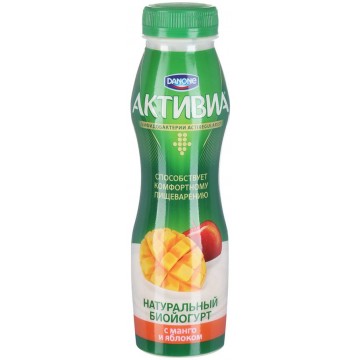 DANONE
АКТИВИА
СПОСОБСТВУЕТ
КОМФОРТНОМУ
ПИЩЕВАРЕНИЮ
НАТУРАЛЬНЫЙ
БИОЙОГУРТ
с манго
и яблоком